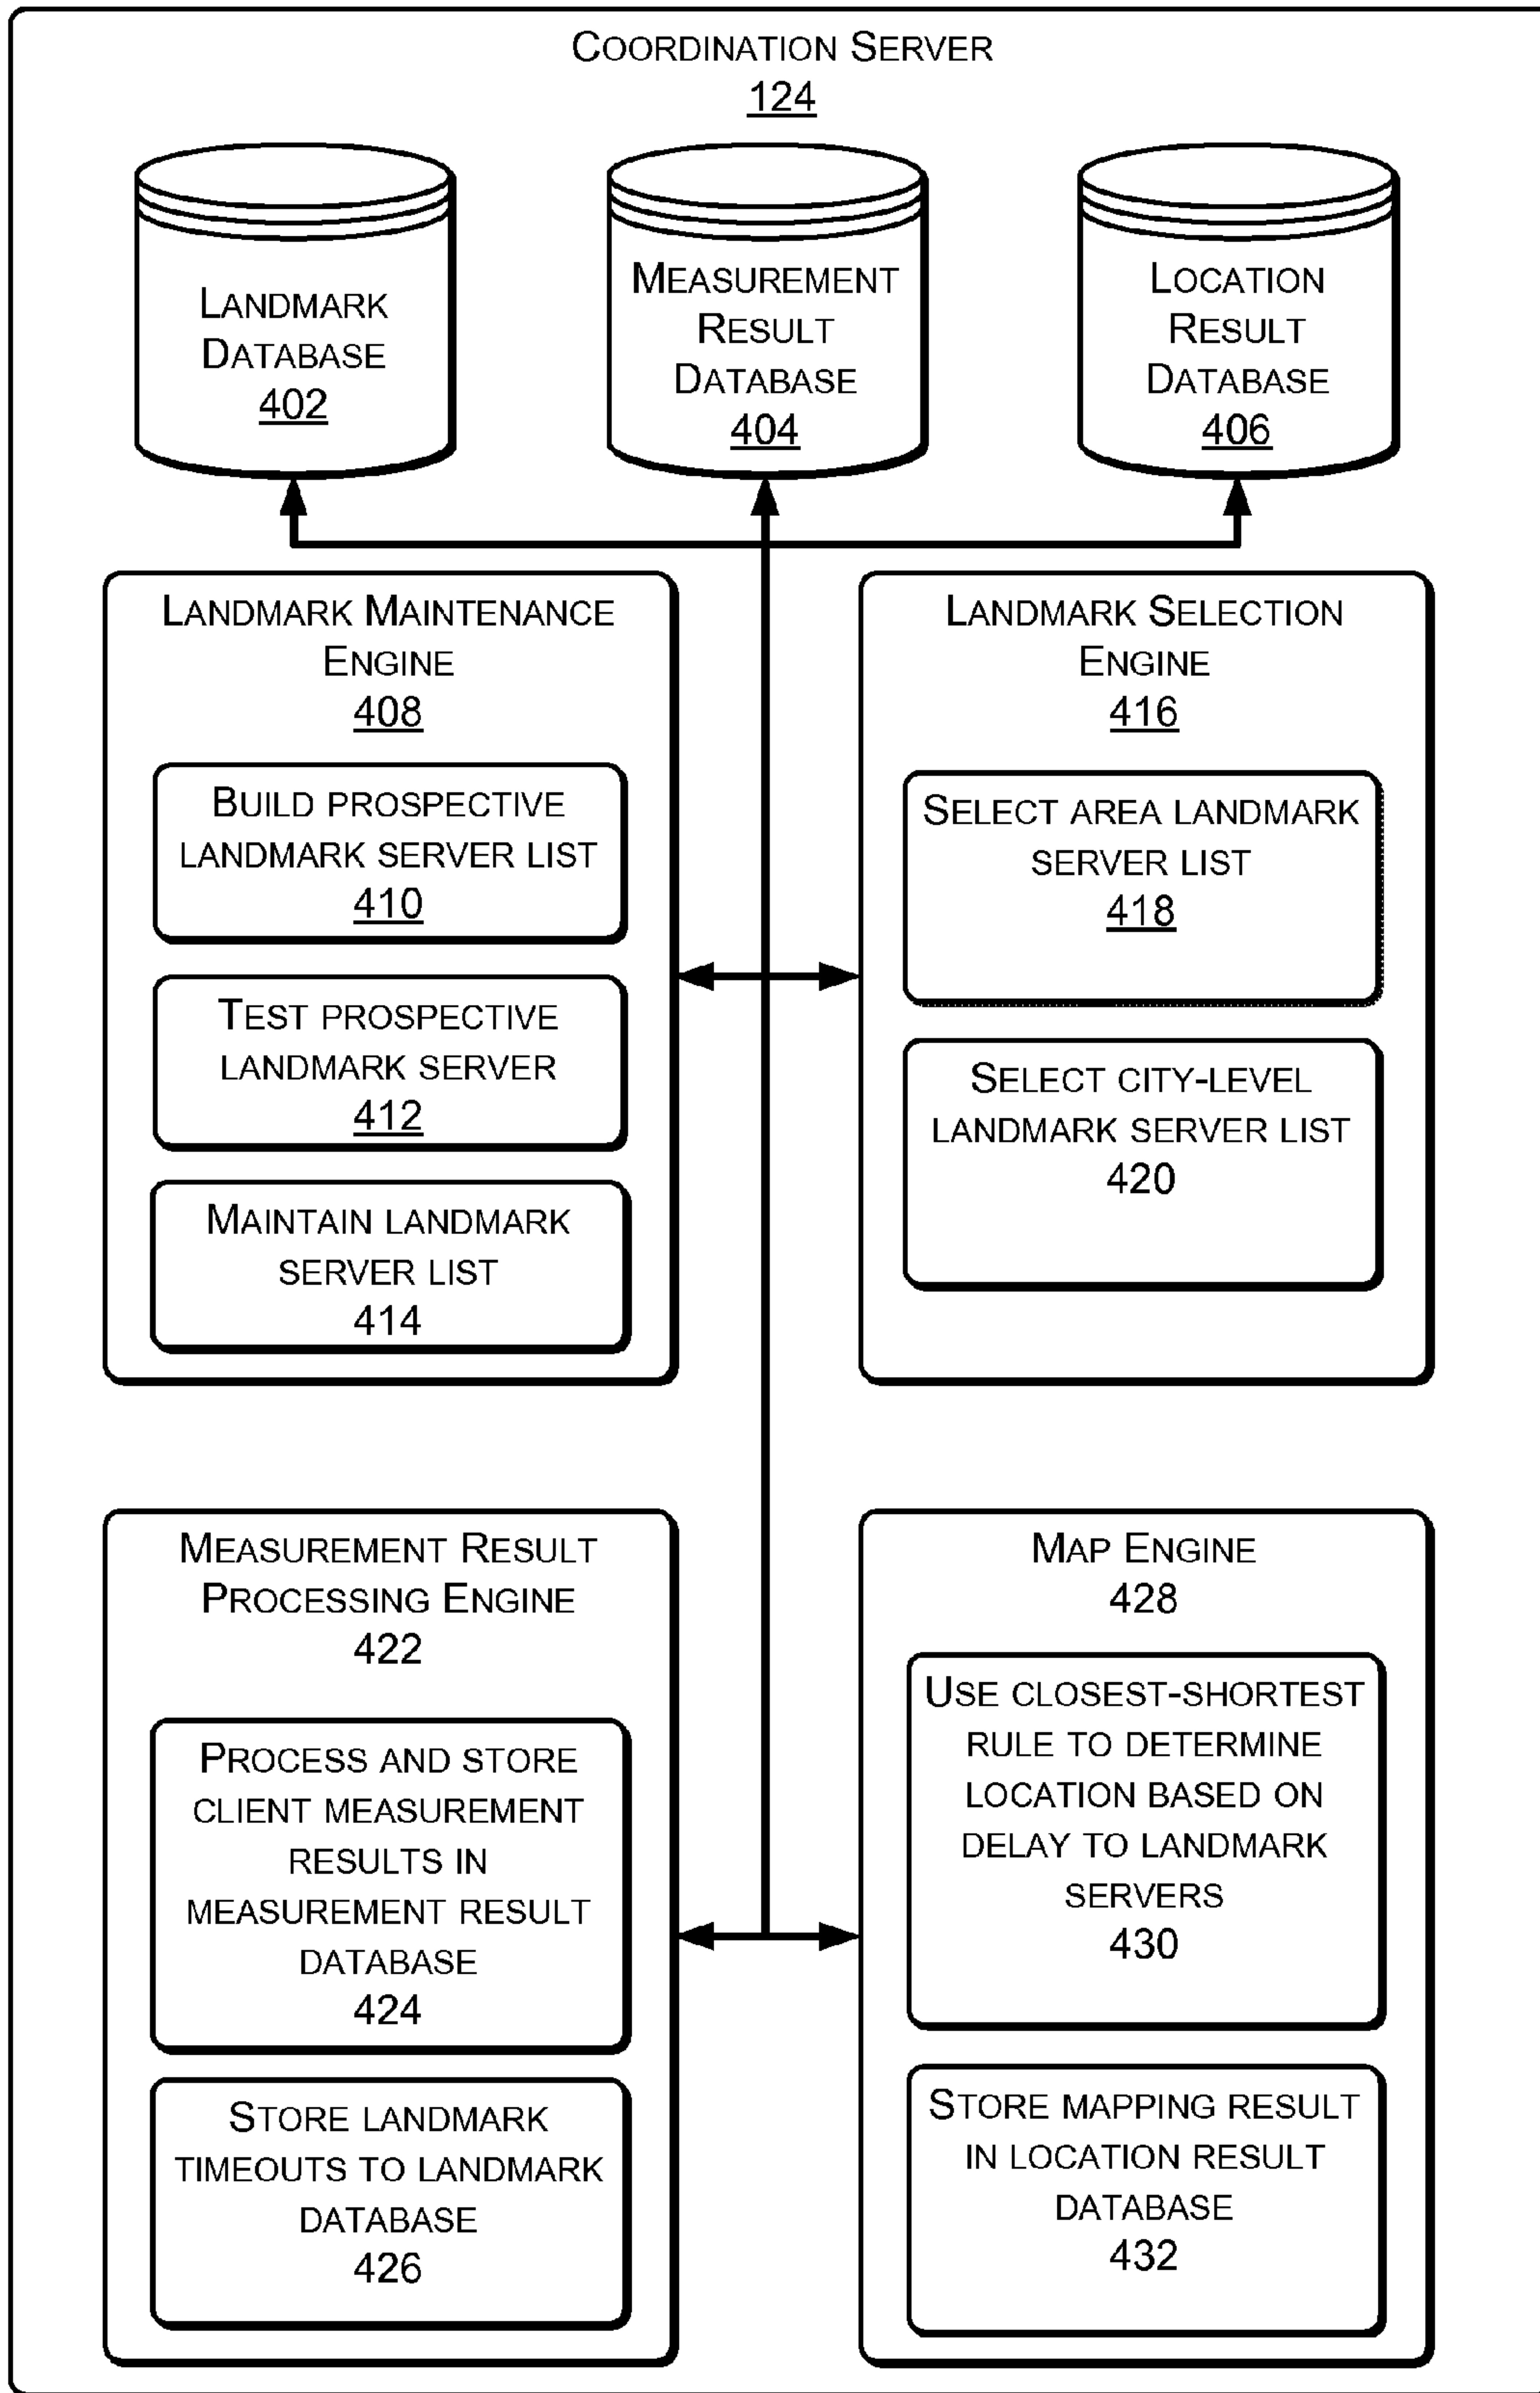 COORDINATION SERVER
124
LANDMARK
DATABASE
402
MEASUREMENT
RESULT
DATABASE
404
LOCATION
RESULT
DATABASE
406
LANDMARK MAINTENANCE
ENGINE
408
BUILD PROSPECTIVE
LANDMARK SERVER LIST
410
TEST PROSPECTIVE
LANDMARK SERVER
412
MAINTAIN LANDMARK
SERVER LIST
414
LANDMARK SELECTION
ENGINE
416
SELECT AREA LANDMARK
SERVER LIST
418
SELECT CITY-LEVEL
LANDMARK SERVER LIST
420
MEASUREMENT RESULT
PROCESSING ENGINE
422
PROCESS AND STORE
CLIENT MEASUREMENT
RESULTS IN
MEASUREMENT RESULT
DATABASE
424
STORE LANDMARK
TIMEOUTS TO LANDMARK
DATABASE
426
MAP ENGINE
428
USE CLOSEST-SHORTEST
RULE TO DETERMINE
LOCATION BASED ON
DELAY TO LANDMARK
SERVERS
430
STORE MAPPING RESULT
IN LOCATION RESULT
DATABASE
432